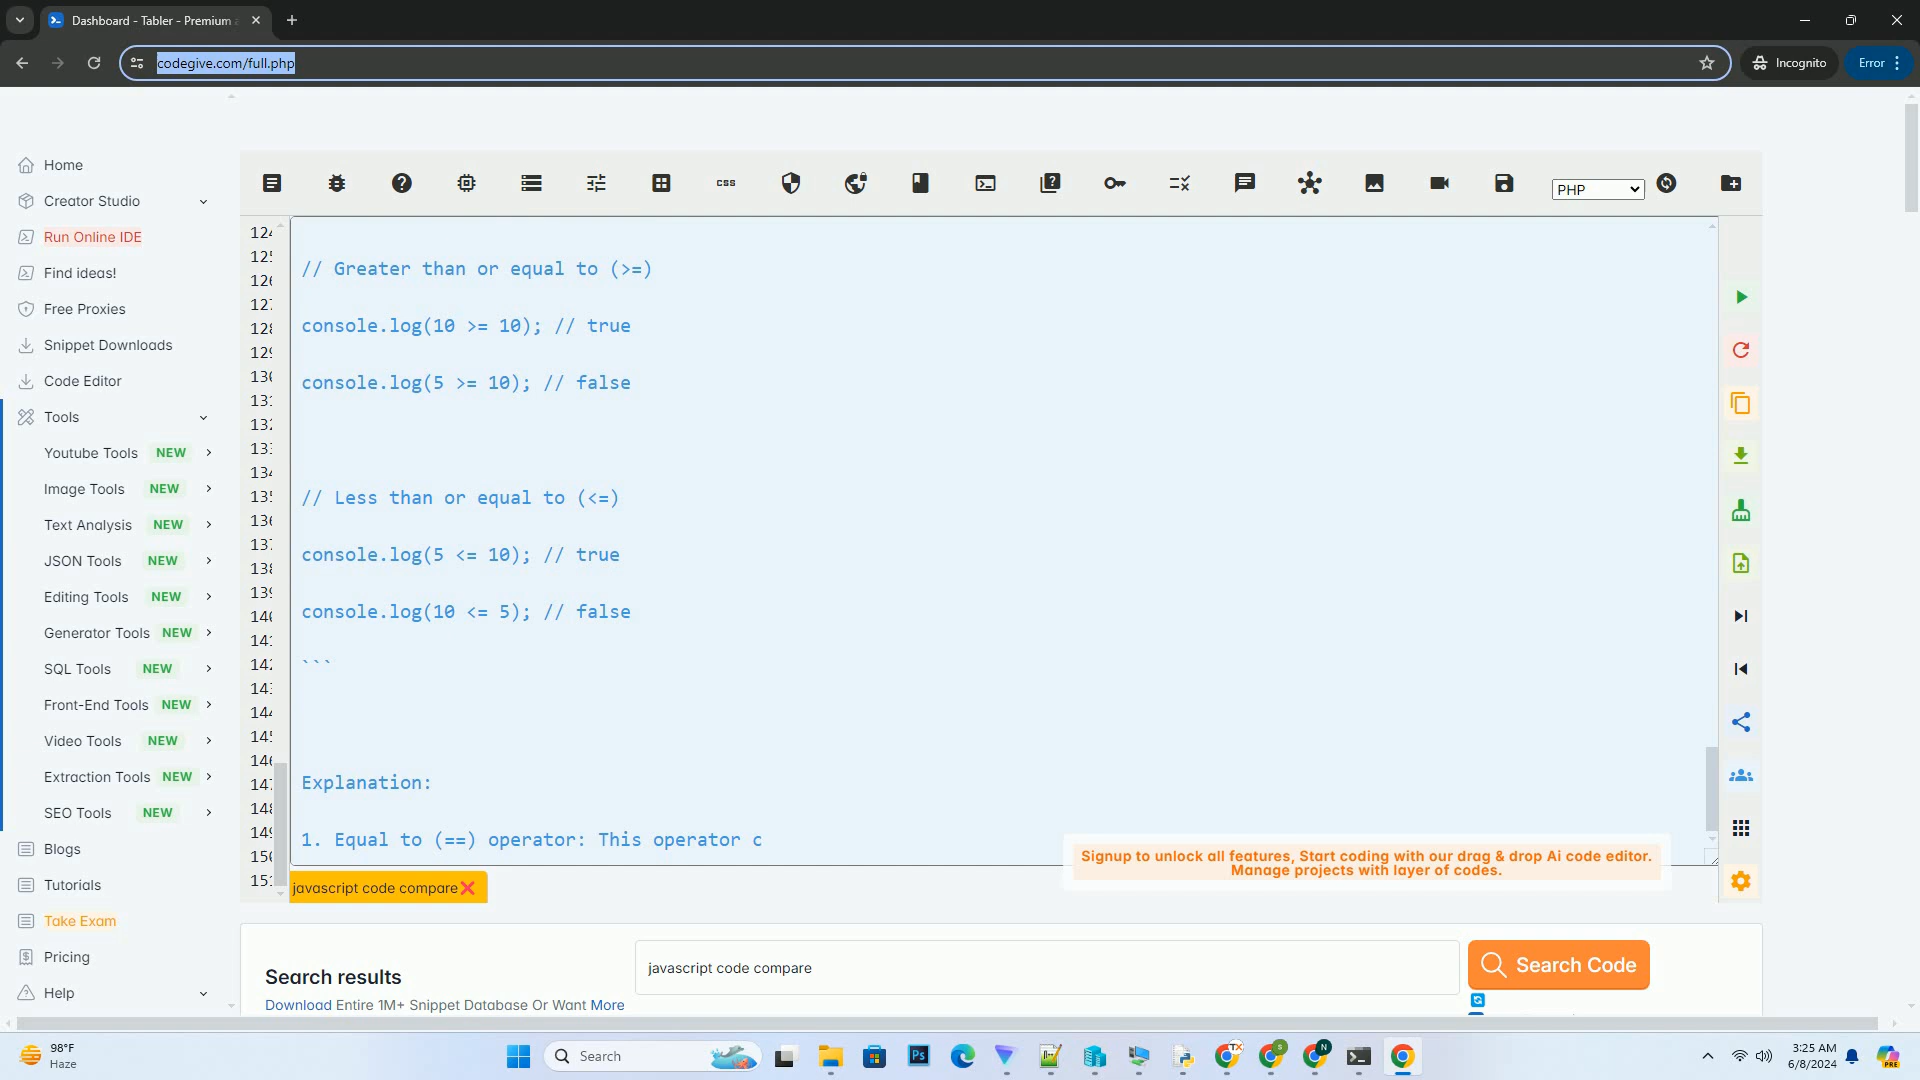 Dashboard - Tabler - Premium
codegive.com/full.php
Incognito
Error
Home
Creator Studio
Run Online IDE
Find ideas!
Free Proxies
Snippet Downloads
Code Editor
Tools
Youtube Tools NEW
Image Tools NEW
Text Analysis NEW
JSON Tools NEW
Editing Tools NEW
Generator Tools NEW
SQL Tools NEW
Front-End Tools NEW
Video Tools NEW
Extraction Tools NEW
SEO Tools NEW
Blogs
Tutorials
Take Exam
Pricing
Help
CSS
PHP
// Greater than or equal to (>=)
console.log(10 >= 10); // true
console.log(5 >= 10); // false
// Less than or equal to (<=)
console.log(5 <= 10); // true
console.log(10 <= 5); // false
```
Explanation:
1. Equal to (==) operator: This operator c
Signup to unlock all features, Start coding with our drag & drop Ai code editor.
Manage projects with layer of codes.
javascript code compare
Search results
Download Entire 1M+ Snippet Database Or Want More
javascript code compare
Search Code
98°F
Haze
Search
3:25 AM
6/8/2024